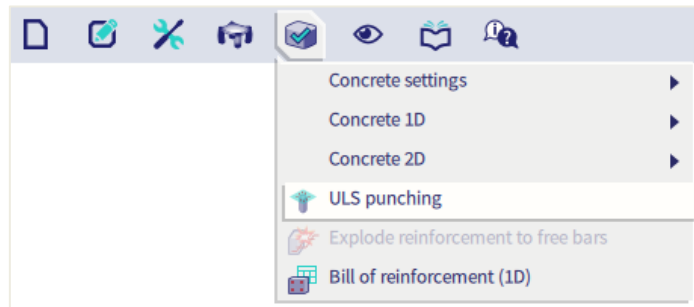 Concrete settings
Concrete 1D
Concrete 2D
ULS punching
Explode reinforcement to free bars
Bill of reinforcement (1D)